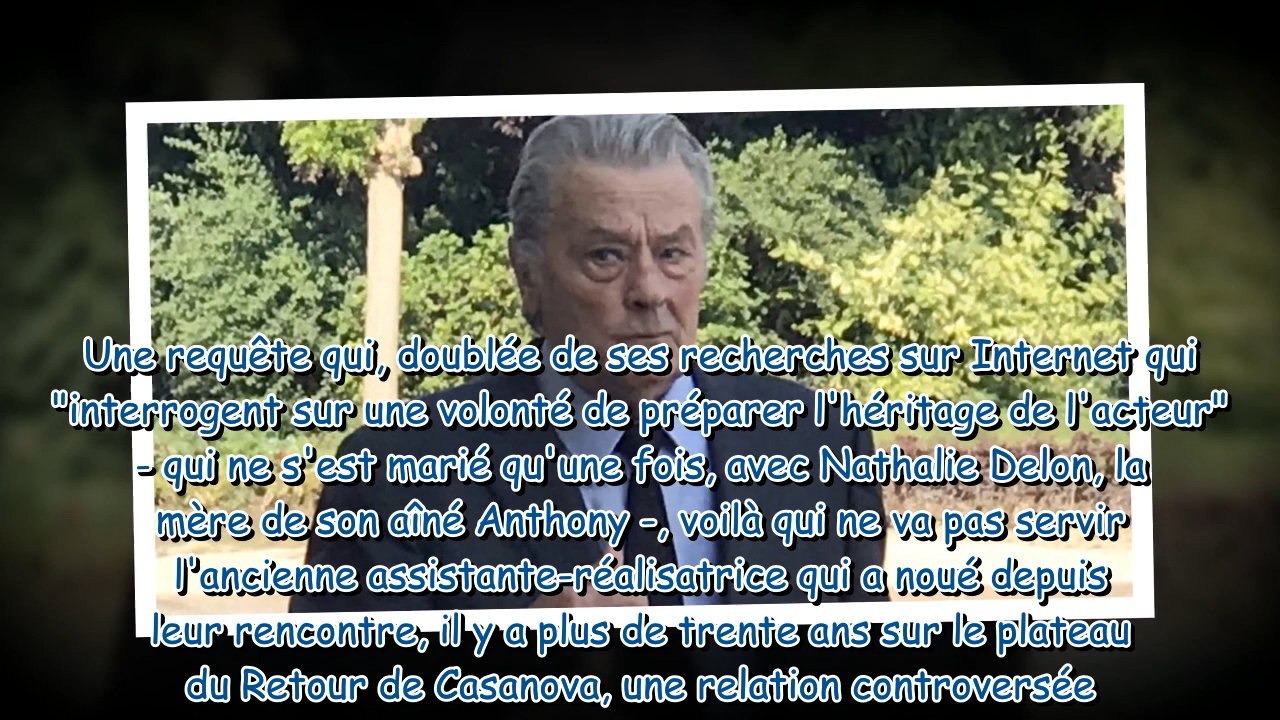 Une requête qui, doublée de ses recherches sur Internet qui
"interrogent sur une volonté de préparer l'héritage de l'acteur"
- qui ne s'est marié qu'une fois, avec Nathalie Delon, la
mère de son aîné Anthony -, voilà qui ne va pas servir
l'ancienne assistante-réalisatrice qui a noué depuis
leur rencontre, il y a plus de trente ans sur le plateau
du Retour de Casanova, une relation controversée